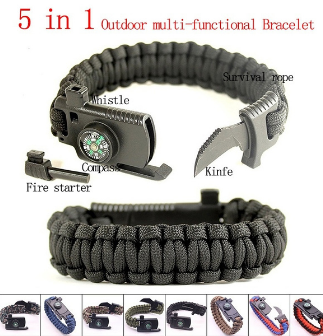 5 in 1 Outdoor multi-functional Bracelet
Survival rope
Whistle
Compass
Kinfe
Fire starter